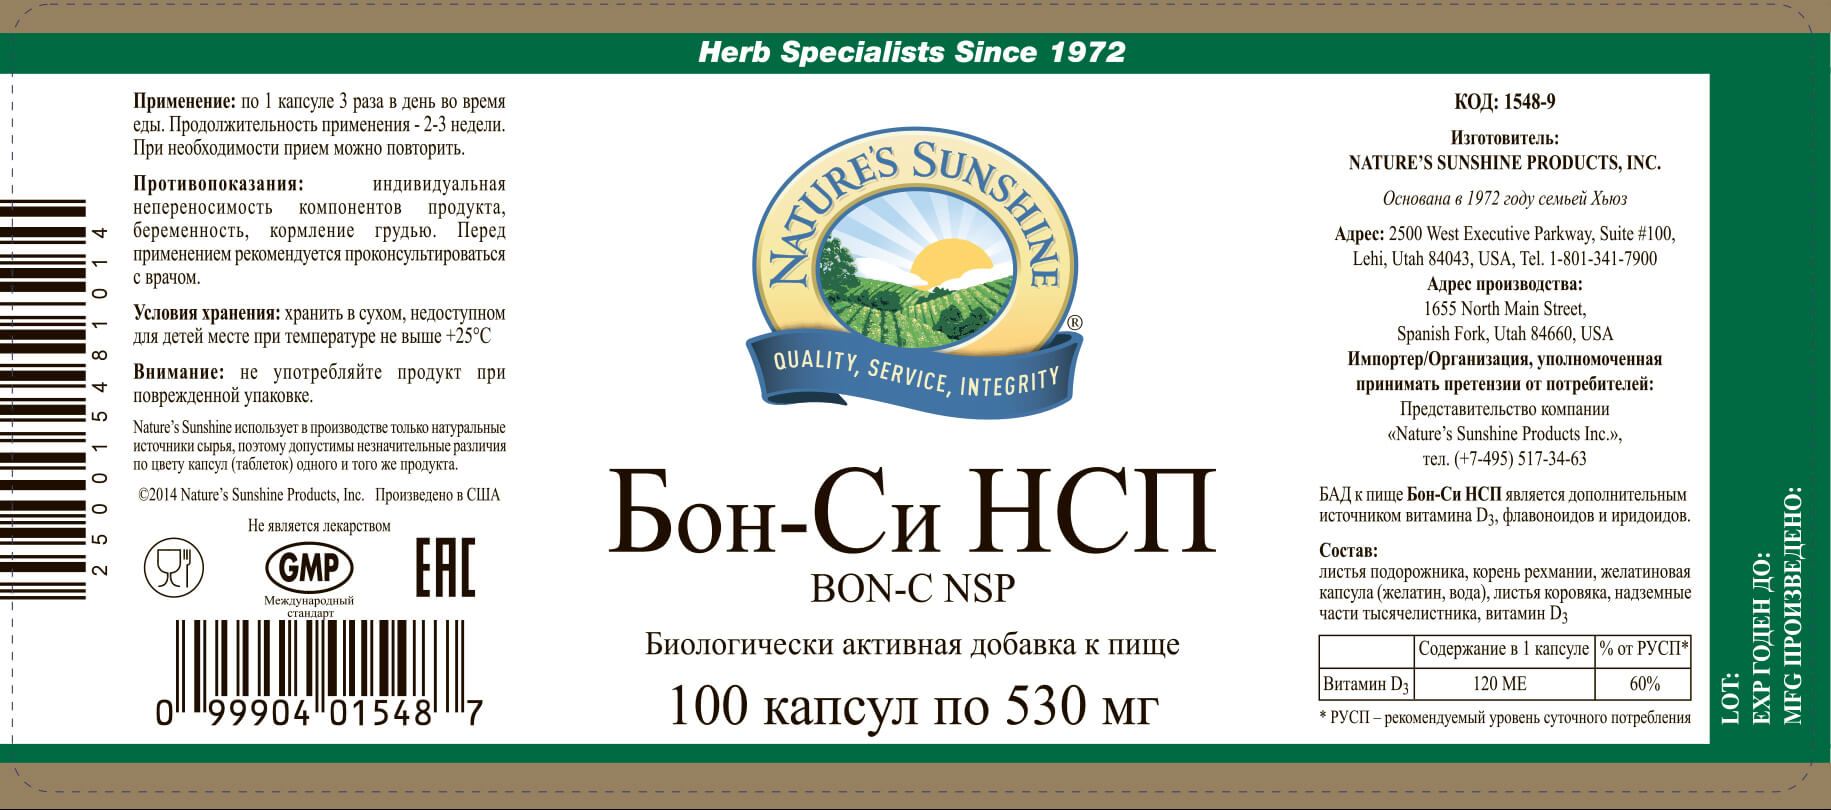 Herb Specialists Since 1972
Применение: по 1 капсуле 3 раза в день во время
еды. Продолжительность применения - 2-3 недели.
При необходимости прием можно повторить.
Противопоказания: индивидуальная
непереносимость компонентов продукта,
беременность, кормление грудью. Перед
применением рекомендуется проконсультироваться
с врачом.
Условия хранения: хранить в сухом, недоступном
для детей месте при температуре не выше +25°С
Внимание: не употребляйте продукт при
поврежденной упаковке.
Nature's Sunshine использует в производстве только натуральные
источники сырья, поэтому допустимы незначительные различия
по цвету капсул (таблеток) одного и того же продукта.
©2014 Nature's Sunshine Products, Inc. Произведено в США
Не является лекарством
GMP
Международный
стандарт
EAC
0 99904 01548 7
250015481014
NATURE'S SUNSHINE
®
QUALITY, SERVICE, INTEGRITY
Бон-Си НСП
BON-C NSP
Биологически активная добавка к пище
100 капсул по 530 мг
КОД: 1548-9
Изготовитель:
NATURE'S SUNSHINE PRODUCTS, INC.
Основана в 1972 году семьей Хьюз
Адрес: 2500 West Executive Parkway, Suite #100,
Lehi, Utah 84043, USA, Tel. 1-801-341-7900
Адрес производства:
1655 North Main Street,
Spanish Fork, Utah 84660, USA
Импортер/Организация, уполномоченная
принимать претензии от потребителей:
Представительство компании
«Nature's Sunshine Products Inc.»,
тел. (+7-495) 517-34-63
БАД к пище Бон-Си НСП является дополнительным
источником витамина D3, флавоноидов и иридоидов.
Состав:
листья подорожника, корень рехмании, желатиновая
капсула (желатин, вода), листья коровяка, надземные
части тысячелистника, витамин D3
Содержание в 1 капсуле % от РУСП*
Витамин D3 120 МЕ 60%
* РУСП – рекомендуемый уровень суточного потребления
LOT:
EXP ГОДЕН ДО:
MFG ПРОИЗВЕДЕНО: